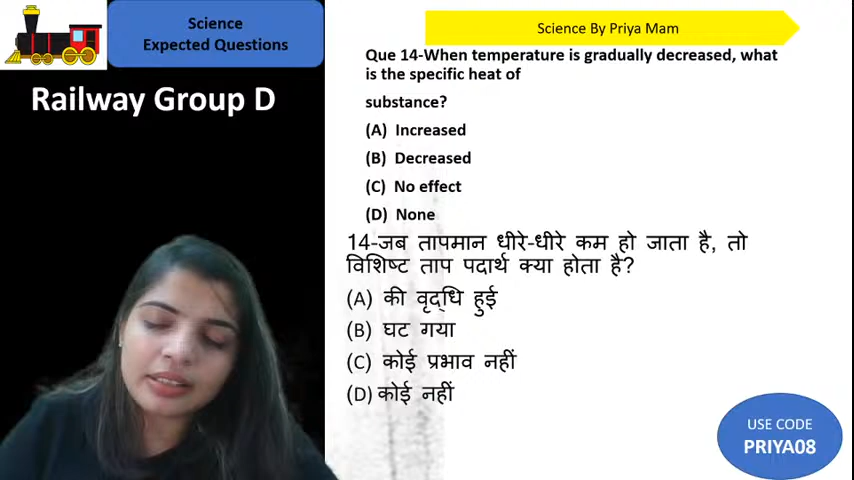 Science
Expected Questions
Railway Group D
Science By Priya Mam
Que 14-When temperature is gradually decreased, what
is the specific heat of
substance?
(A) Increased
(B) Decreased
(C) No effect
(D) None
14-जब तापमान धीरे-धीरे कम हो जाता है, तो
विशिष्ट ताप पदार्थ क्या होता है?
(A) की वृद्धि हुई
(B) घट गया
(C) कोई प्रभाव नहीं
(D) कोई नहीं
USE CODE
PRIYA08